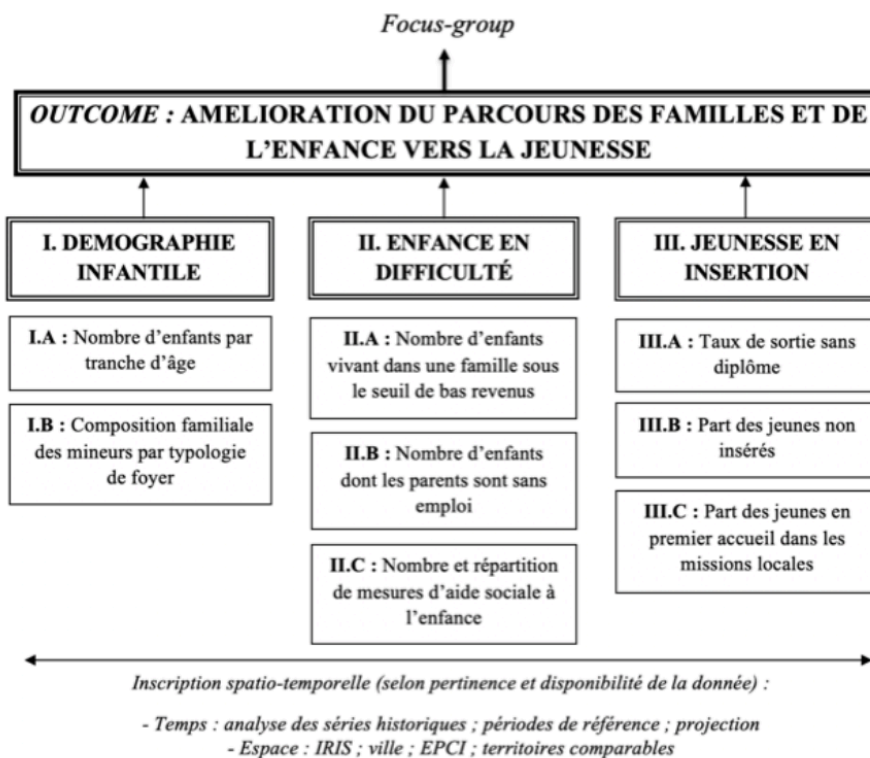 Focus-group
OUTCOME : AMELIORATION DU PARCOURS DES FAMILLES ET DE
L'ENFANCE VERS LA JEUNESSE
I. DEMOGRAPHIE
INFANTILE
I.A : Nombre d'enfants par
tranche d'âge
I.B : Composition familiale
des mineurs par typologie
de foyer
II. ENFANCE EN
DIFFICULTÉ
II.A : Nombre d'enfants
vivant dans une famille sous
le seuil de bas revenus
II.B : Nombre d'enfants
dont les parents sont sans
emploi
II.C : Nombre et répartition
de mesures d'aide sociale à
l'enfance
III. JEUNESSE EN
INSERTION
III.A : Taux de sortie sans
diplôme
III.B : Part des jeunes non
insérés
III.C : Part des jeunes en
premier accueil dans les
missions locales
Inscription spatio-temporelle (selon pertinence et disponibilité de la donnée) :
- Temps : analyse des séries historiques ; périodes de référence ; projection
- Espace : IRIS ; ville ; EPCI ; territoires comparables